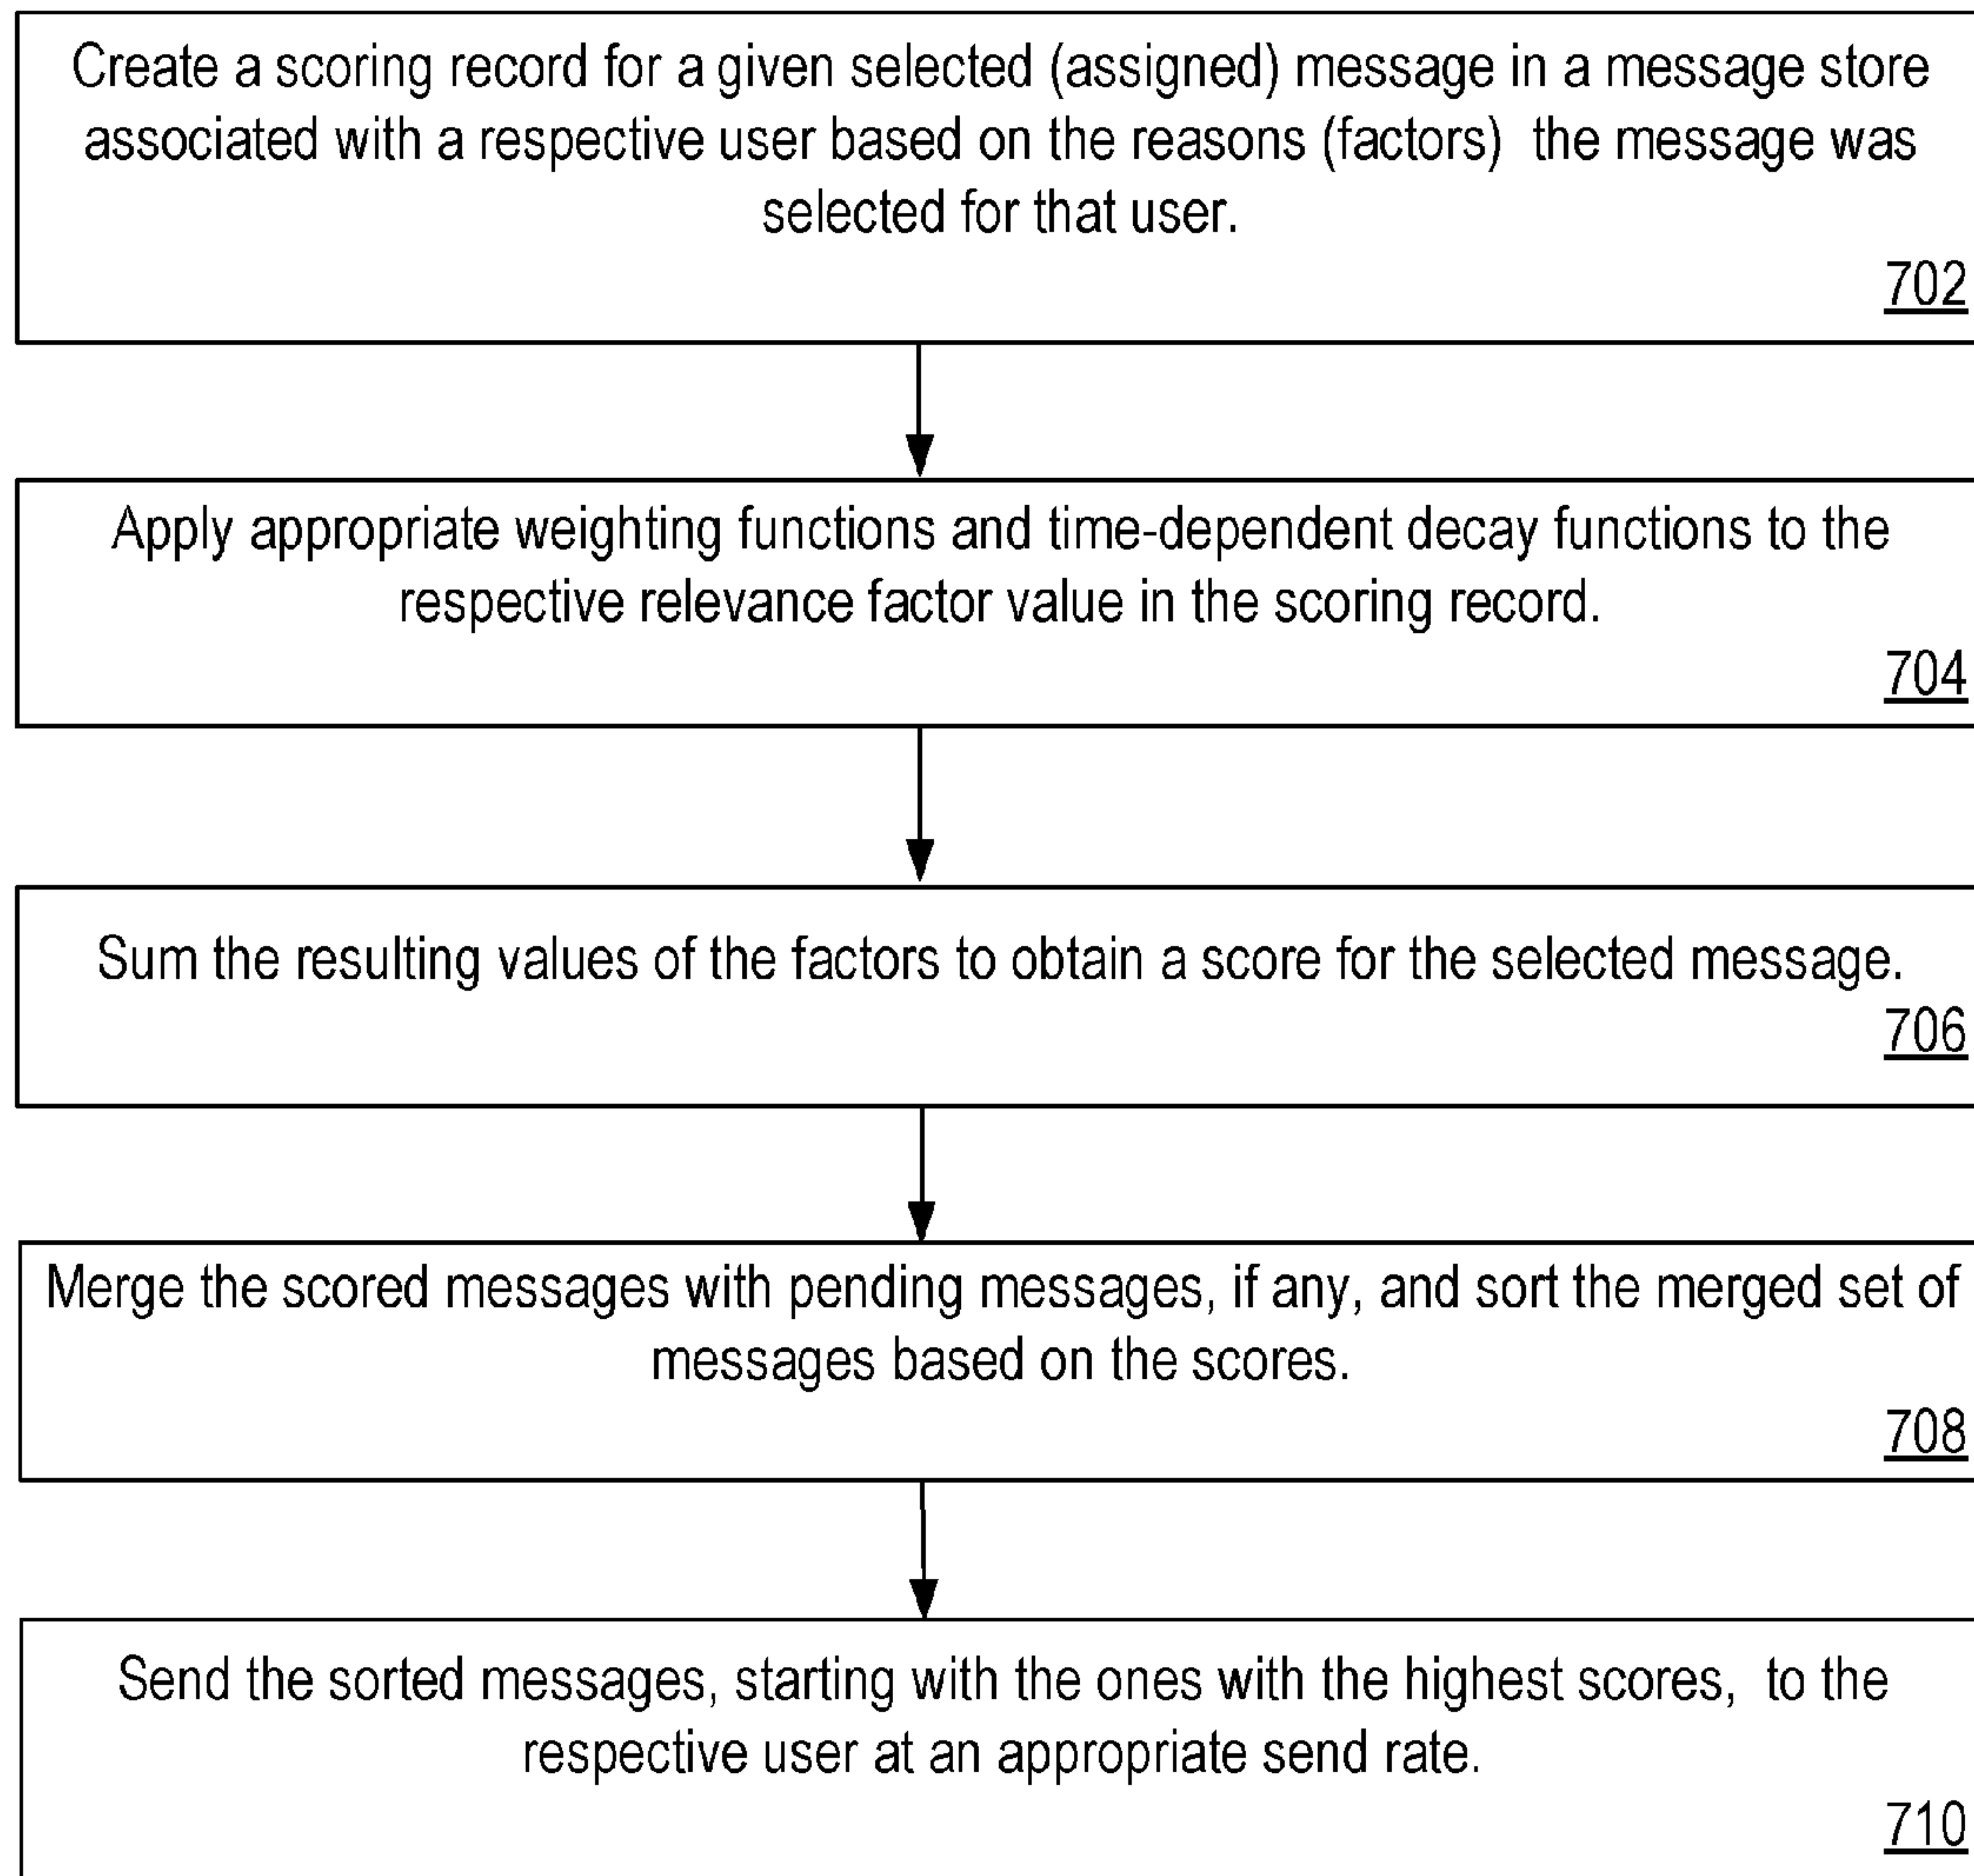 Create a scoring record for a given selected (assigned) message in a message store
associated with a respective user based on the reasons (factors) the message was
selected for that user.
702
Apply appropriate weighting functions and time-dependent decay functions to the
respective relevance factor value in the scoring record.
704
Sum the resulting values of the factors to obtain a score for the selected message.
706
Merge the scored messages with pending messages, if any, and sort the merged set of
messages based on the scores.
708
Send the sorted messages, starting with the ones with the highest scores, to the
respective user at an appropriate send rate.
710